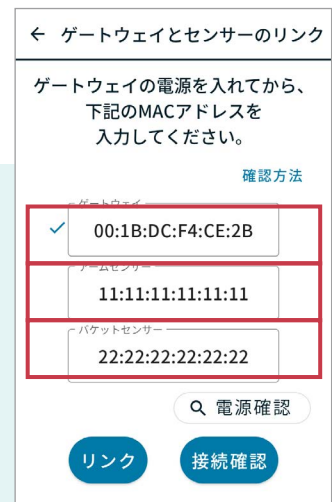 ← ゲートウェイとセンサーのリンク
ゲートウェイの電源を入れてから、
下記のMACアドレスを
入力してください。
確認方法
ゲートウェイ
00:1B:DC:F4:CE:2B
アームセンサー
11:11:11:11:11:11
バケットセンサー
22:22:22:22:22:22
電源確認
リンク 接続確認